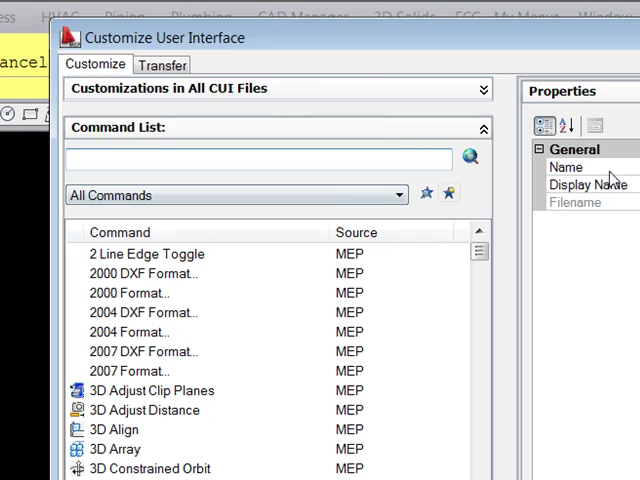 ess HVAC Piping Plumbing CAD Manager 3D Solids ECC My Menus Window
Customize User Interface
ancel
Customize Transfer
Customizations in All CUI Files
Properties
Command List:
General
Name
Display Name
All Commands
Filename
Command Source
2 Line Edge Toggle MEP
2000 DXF Format... MEP
2000 Format... MEP
2004 DXF Format... MEP
2004 Format... MEP
2007 DXF Format... MEP
2007 Format... MEP
3D Adjust Clip Planes MEP
3D Adjust Distance MEP
3D Align MEP
3D Array MEP
3D Constrained Orbit MEP